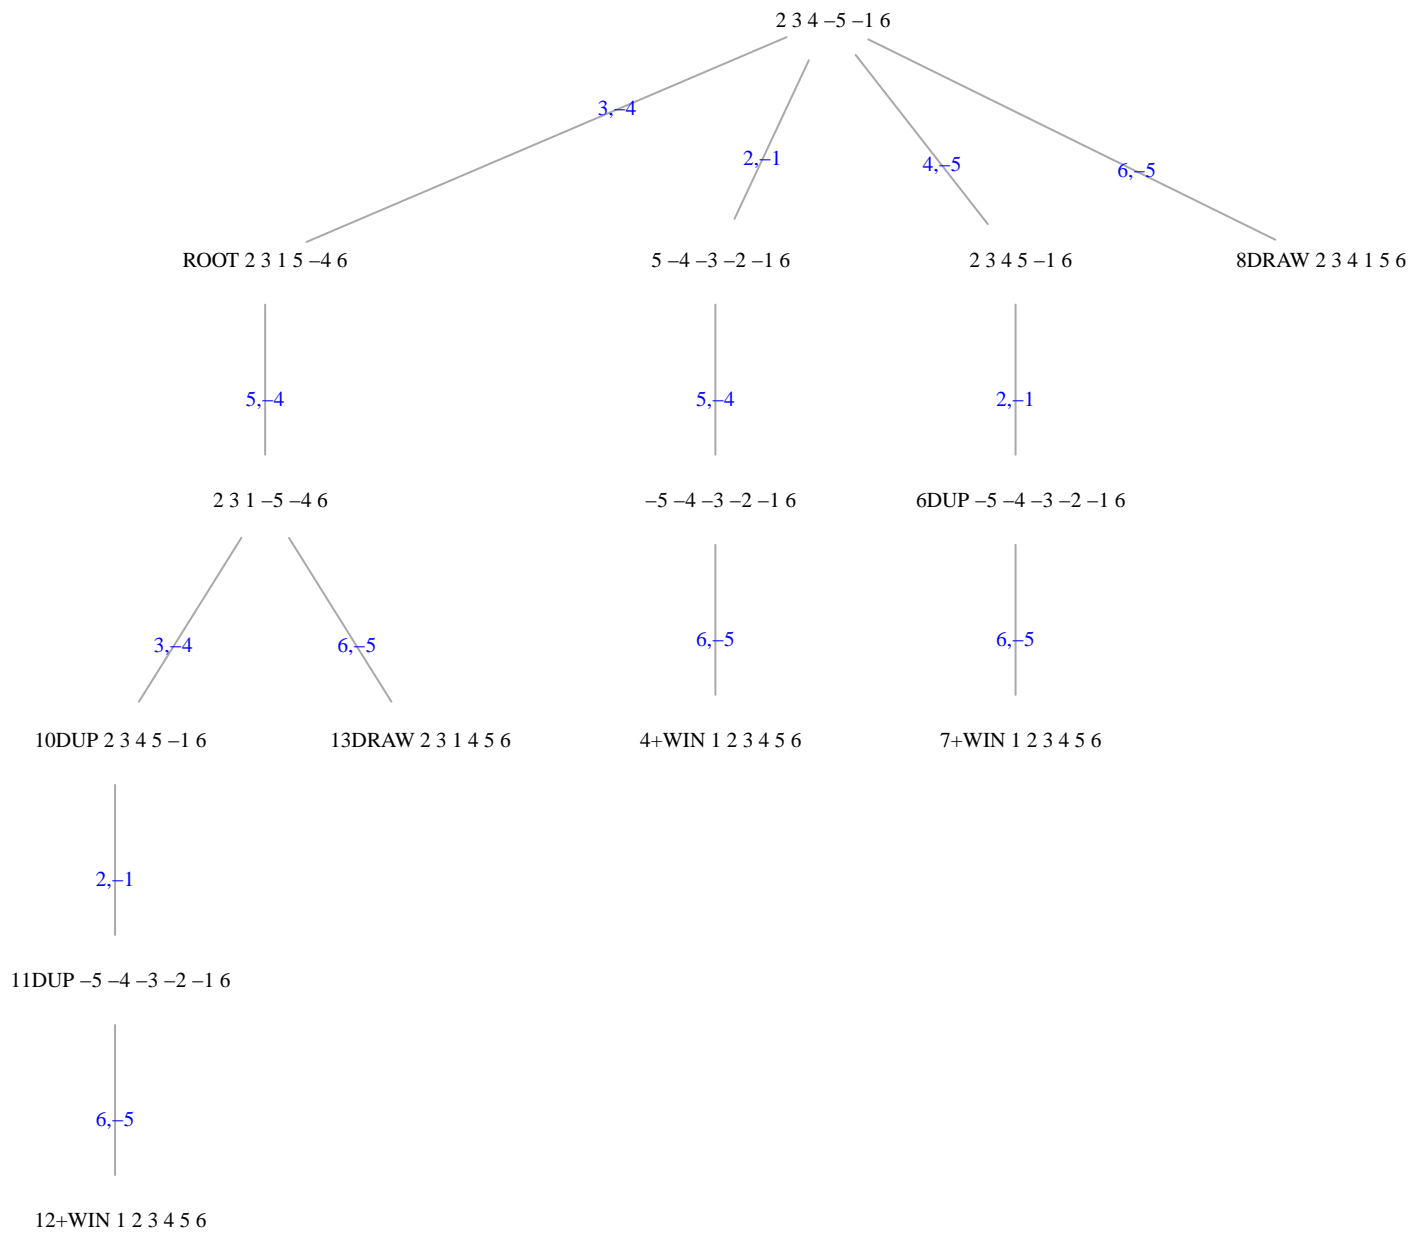 2 3 4 –5 –1 6
3,–4
2,–1
4,–5
6,–5
ROOT 2 3 1 5 –4 6
5 –4 –3 –2 –1 6
2 3 4 5 –1 6
8DRAW 2 3 4 1 5 6
5,–4
5,–4
2,–1
2 3 1 –5 –4 6
–5 –4 –3 –2 –1 6
6DUP –5 –4 –3 –2 –1 6
3,–4
6,–5
6,–5
6,–5
10DUP 2 3 4 5 –1 6
13DRAW 2 3 1 4 5 6
4+WIN 1 2 3 4 5 6
7+WIN 1 2 3 4 5 6
2,–1
11DUP –5 –4 –3 –2 –1 6
6,–5
12+WIN 1 2 3 4 5 6